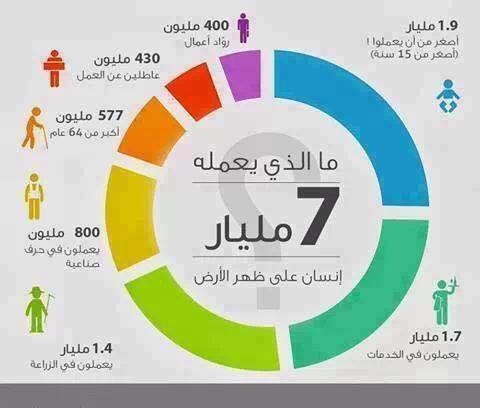 ما الذي يعمله
7 مليار
إنسان على ظهر الأرض
1.9 مليار
أصغر من أن يعملوا !
(أصغر من 15 سنة)
1.7 مليار
يعملون في الخدمات
1.4 مليار
يعملون في الزراعة
800 مليون
يعملون في حرف
صناعية
577 مليون
أكبر من 64 عام
430 مليون
عاطلين عن العمل
400 مليون
روّاد أعمال